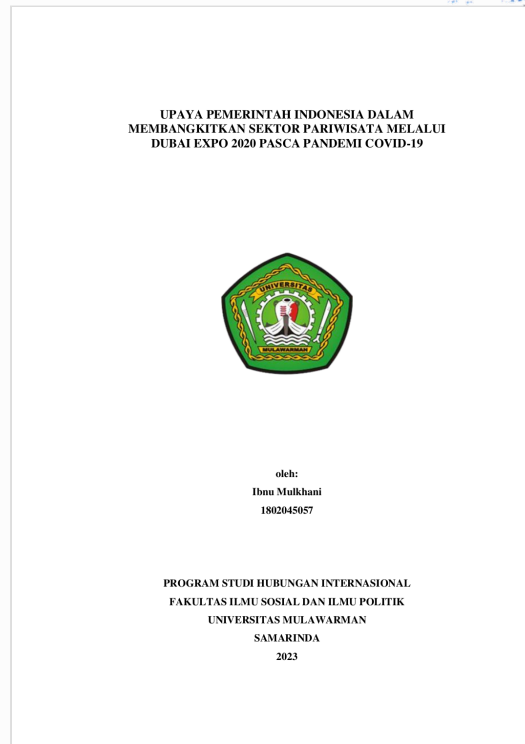 UPAYA PEMERINTAH INDONESIA DALAM
MEMBANGKITKAN SEKTOR PARIWISATA MELALUI
DUBAI EXPO 2020 PASCA PANDEMI COVID-19
UNIVERSITAS
MULAWARMAN
oleh:
Ibnu Mulkhani
1802045057
PROGRAM STUDI HUBUNGAN INTERNASIONAL
FAKULTAS ILMU SOSIAL DAN ILMU POLITIK
UNIVERSITAS MULAWARMAN
SAMARINDA
2023